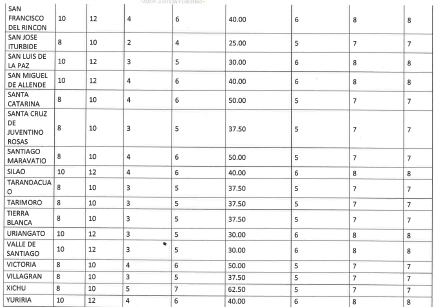 SAN FRANCISCO DEL RINCON 10 12 4 6 40.00 6 8 8
SAN JOSE ITURBIDE 8 10 2 4 25.00 5 7 7
SAN LUIS DE LA PAZ 10 12 3 5 30.00 6 8 8
SAN MIGUEL DE ALLENDE 10 12 4 6 40.00 6 8 8
SANTA CATARINA 8 10 4 6 50.00 5 7 7
SANTA CRUZ DE JUVENTINO ROSAS 8 10 3 5 37.50 5 7 7
SANTIAGO MARAVATIO 8 10 4 6 50.00 5 7 7
SILAO 10 12 4 6 40.00 6 8 8
TARANDACUAO 8 10 3 5 37.50 5 7 7
TARIMORO 8 10 3 5 37.50 5 7 7
TIERRA BLANCA 8 10 3 5 37.50 5 7 7
URIANGATO 10 12 3 5 30.00 6 8 8
VALLE DE SANTIAGO 10 12 3 5 30.00 6 8 8
VICTORIA 8 10 4 6 50.00 5 7 7
VILLAGRAN 8 10 3 5 37.50 5 7 7
XICHU 8 10 5 7 62.50 5 7 7
YURIRIA 10 12 4 6 40.00 6 8 8